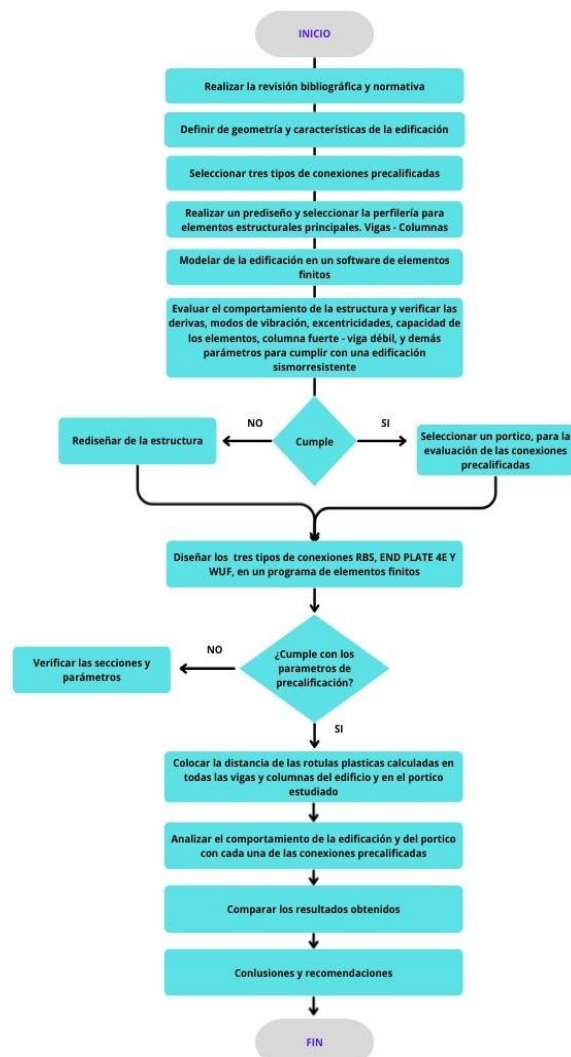 INICIO
Realizar la revisión bibliográfica y normativa
Definir de geometría y características de la edificación
Seleccionar tres tipos de conexiones precalificadas
Realizar un prediseño y seleccionar la perfilería para
elementos estructurales principales. Vigas - Columnas
Modelar de la edificación en un software de elementos
finitos
Evaluar el comportamiento de la estructura y verificar las
derivas, modos de vibración, excentricidades, capacidad de
los elementos, columna fuerte - viga débil, y demás
parámetros para cumplir con una edificación
sismorresistente
NO
SI
Rediseñar de la estructura
Cumple
Seleccionar un portico, para la
evaluación de las conexiones
precalificadas
Diseñar los tres tipos de conexiones RBS, END PLATE 4E Y
WUF, en un programa de elementos finitos
NO
Verificar las secciones y
parámetros
¿Cumple con los
parametros de
precalificación?
SI
Colocar la distancia de las rotulas plasticas calculadas en
todas las vigas y columnas del edificio y en el portico
estudiado
Analizar el comportamiento de la edificación y del portico
con cada una de las conexiones precalificadas
Comparar los resultados obtenidos
Conlusiones y recomendaciones
FIN